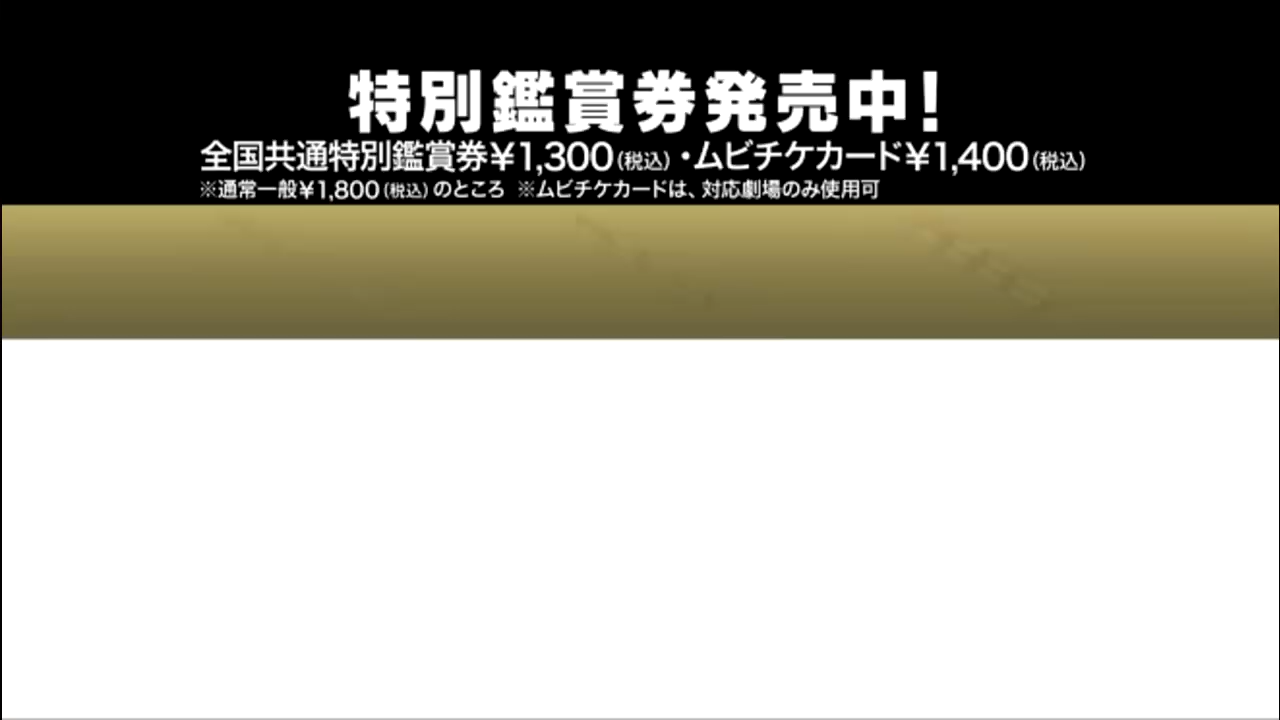 特別鑑賞券発売中!
全国共通特別鑑賞券¥1,300(税込)・ムビチケカード¥1,400(税込)
※通常一般¥1,800(税込)のところ ※ムビチケカードは、対応劇場のみ使用可